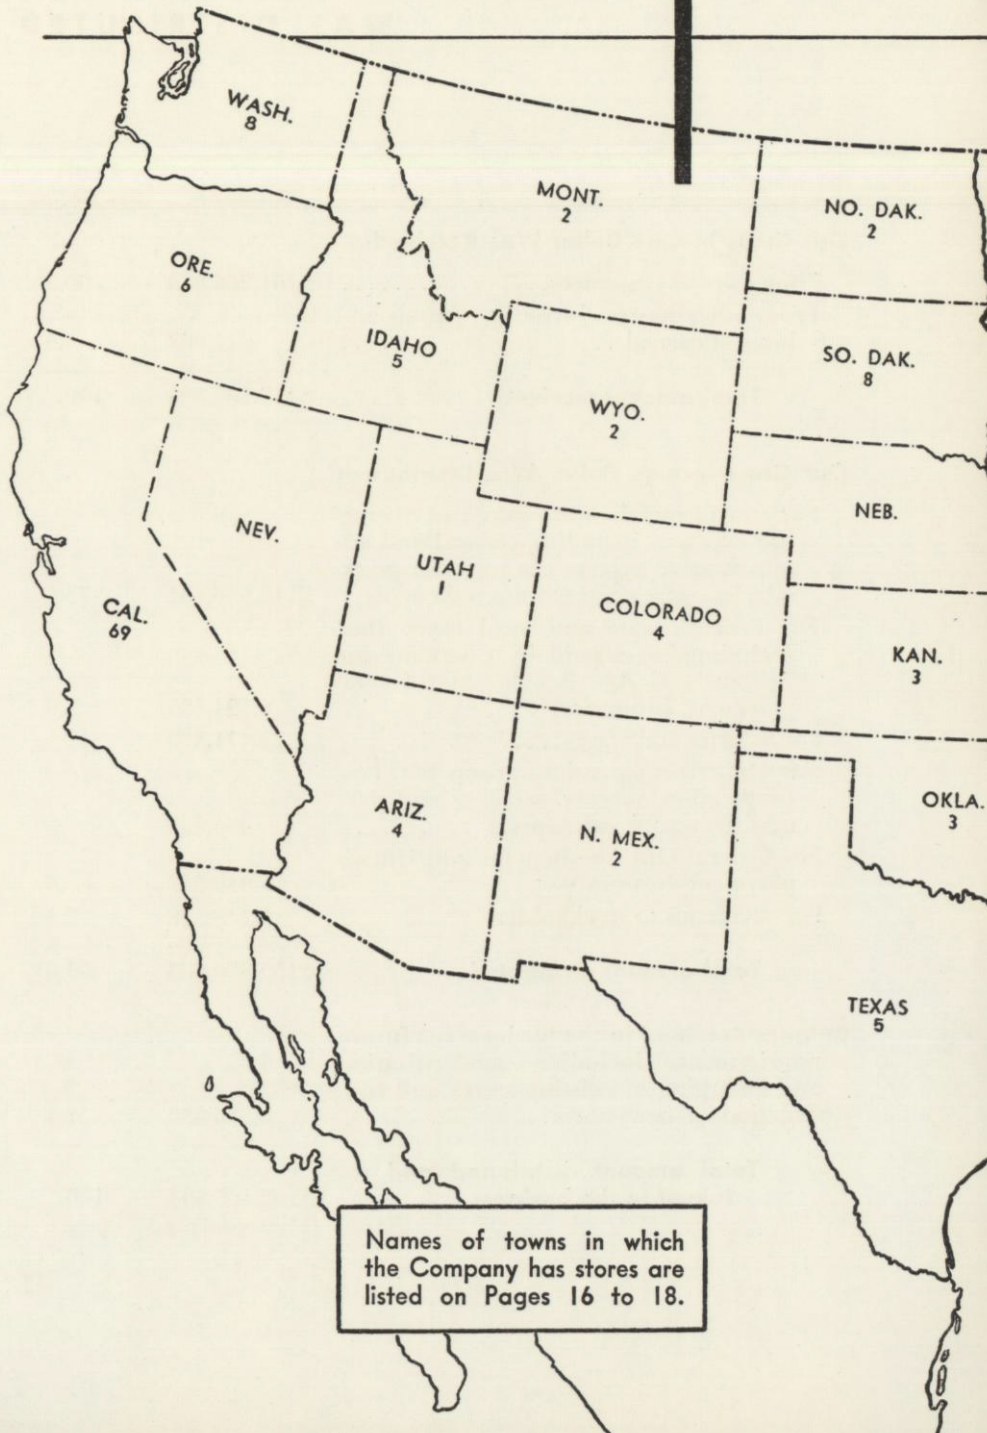 WASH.
8
MONT.
2
NO. DAK.
2
ORE.
6
IDAHO
5
SO. DAK.
8
WYO.
2
NEB.
NEV.
UTAH
1
COLORADO
4
CAL.
69
KAN.
3
ARIZ.
4
N. MEX.
2
OKLA.
3
TEXAS
5
Names of towns in which
the Company has stores are
listed on Pages 16 to 18.